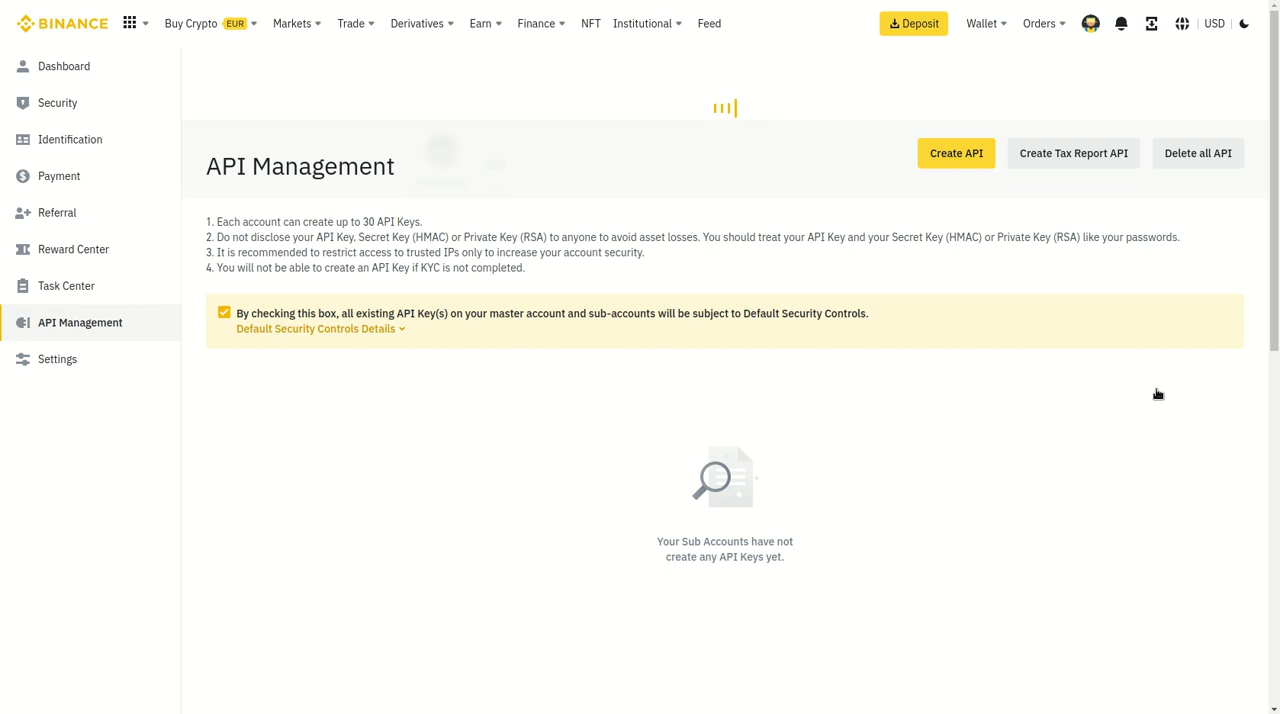 BINANCE
Buy Crypto EUR
Markets
Trade
Derivatives
Earn
Finance
NFT
Institutional
Feed
Deposit
Wallet
Orders
USD
Dashboard
Security
Identification
Payment
Referral
Reward Center
Task Center
API Management
Settings
API Management
Create API
Create Tax Report API
Delete all API
1. Each account can create up to 30 API Keys.
2. Do not disclose your API Key, Secret Key (HMAC) or Private Key (RSA) to anyone to avoid asset losses. You should treat your API Key and your Secret Key (HMAC) or Private Key (RSA) like your passwords.
3. It is recommended to restrict access to trusted IPs only to increase your account security.
4. You will not be able to create an API Key if KYC is not completed.
By checking this box, all existing API Key(s) on your master account and sub-accounts will be subject to Default Security Controls.
Default Security Controls Details
Your Sub Accounts have not
create any API Keys yet.